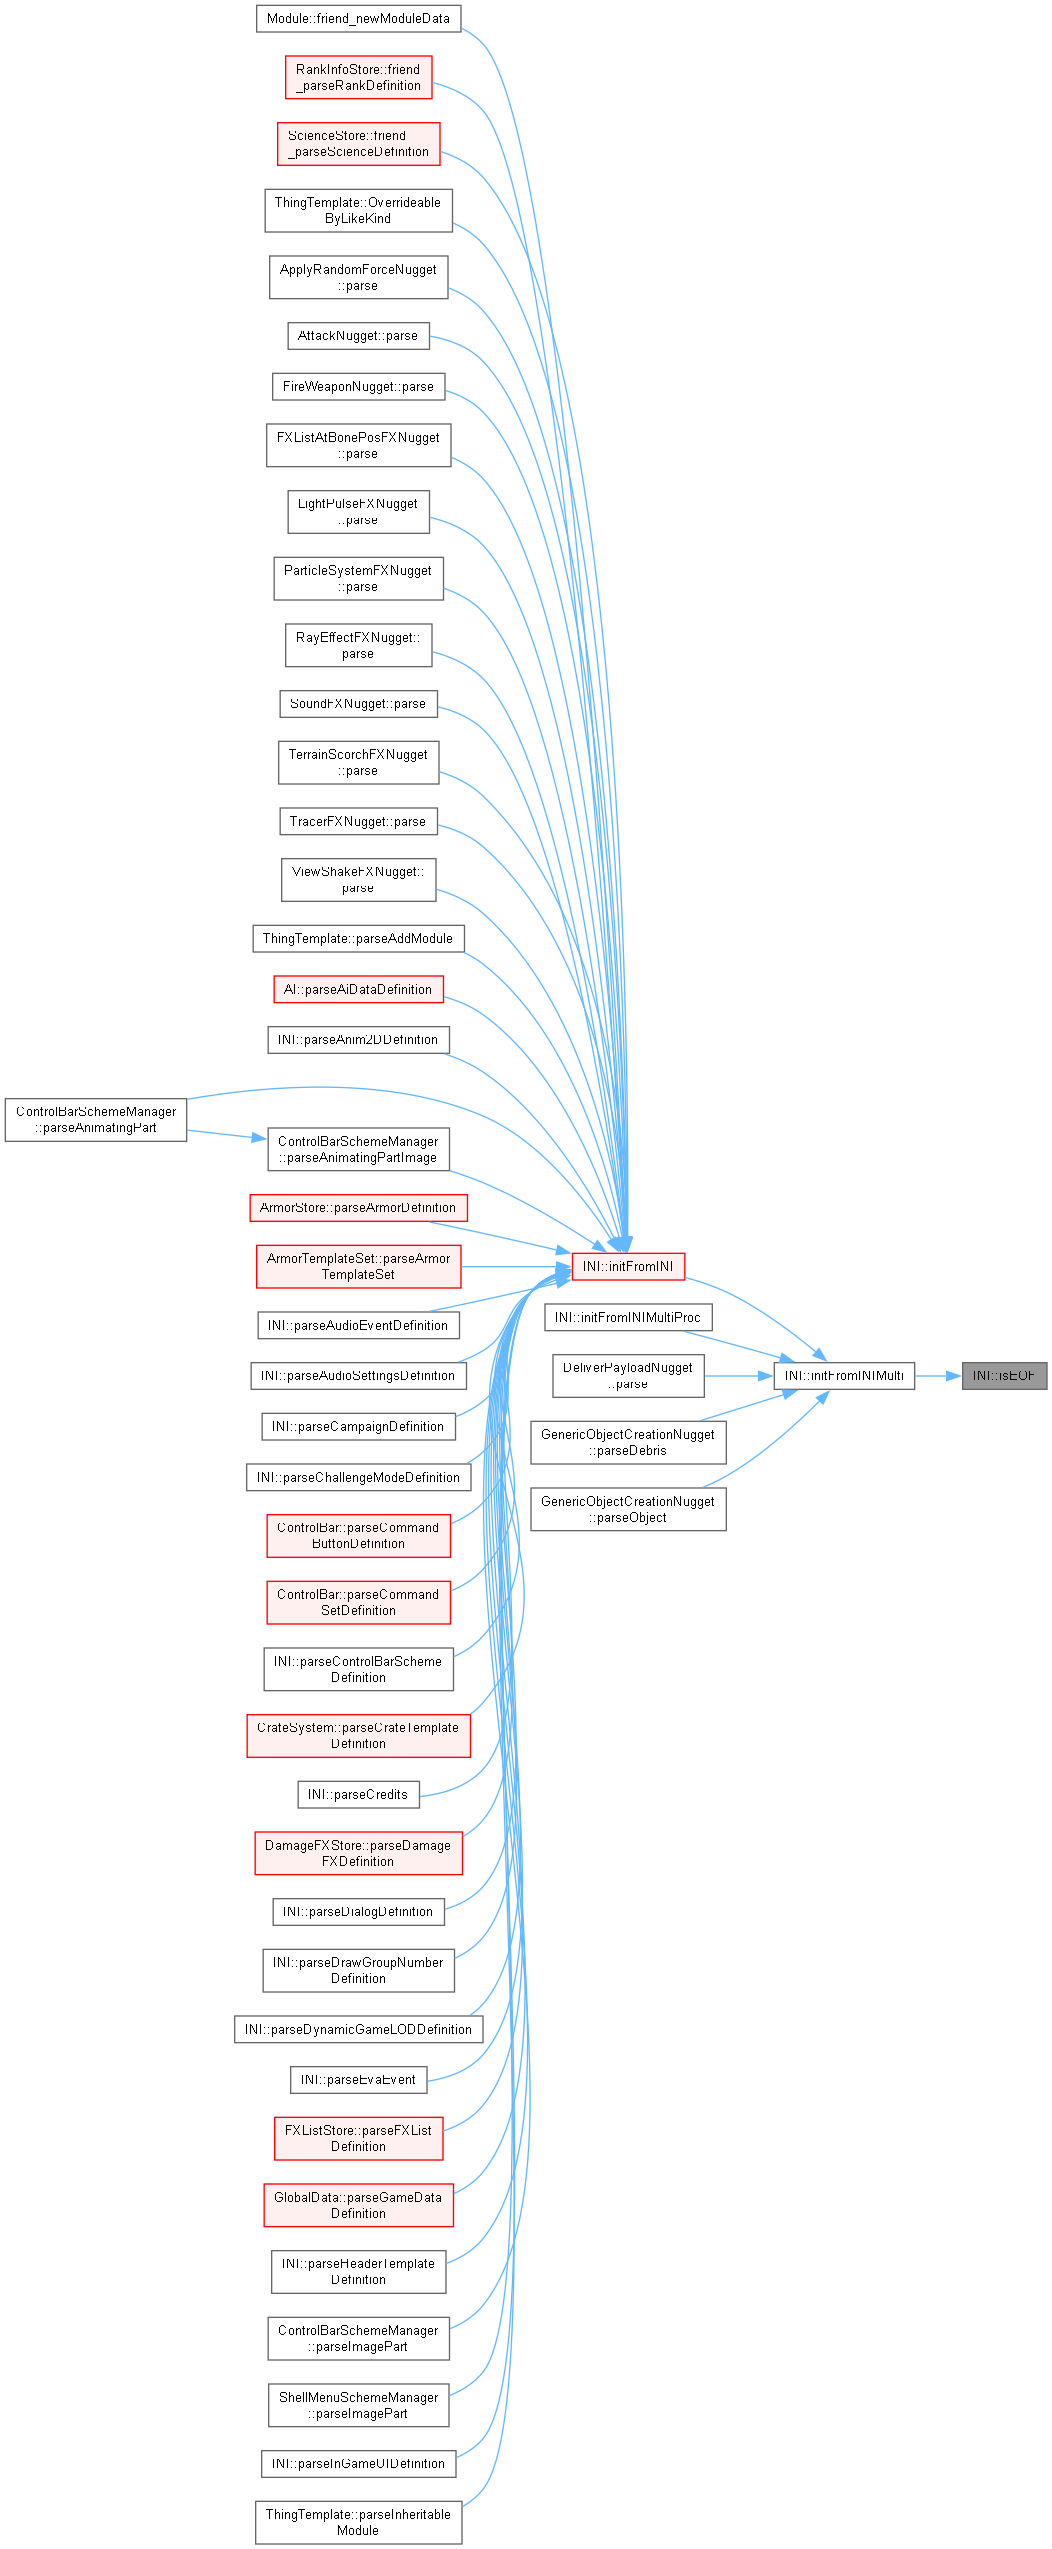 Module::friend_newModuleData
RankInfoStore::friend
_parseRankDefinition
ScienceStore::friend
_parseScienceDefinition
ThingTemplate::Overrideable
ByLikeKind
ApplyRandomForceNugget
::parse
AttackNugget::parse
FireWeaponNugget::parse
FXListAtBonePosFXNugget
::parse
LightPulseFXNugget
::parse
ParticleSystemFXNugget
::parse
RayEffectFXNugget::
parse
SoundFXNugget::parse
TerrainScorchFXNugget
::parse
TracerFXNugget::parse
ViewShakeFXNugget::
parse
ThingTemplate::parseAddModule
AI::parseAiDataDefinition
INI::parseAnim2DDefinition
ControlBarSchemeManager
::parseAnimatingPart
ControlBarSchemeManager
::parseAnimatingPartImage
ArmorStore::parseArmorDefinition
ArmorTemplateSet::parseArmor
TemplateSet
INI::initFromINI
INI::initFromINIMultiProc
INI::parseAudioEventDefinition
DeliverPayloadNugget
::parse
INI::initFromINIMulti
INI::isEOF
INI::parseAudioSettingsDefinition
INI::parseCampaignDefinition
GenericObjectCreationNugget
::parseDebris
INI::parseChallengeModeDefinition
GenericObjectCreationNugget
::parseObject
ControlBar::parseCommand
ButtonDefinition
ControlBar::parseCommand
SetDefinition
INI::parseControlBarScheme
Definition
CrateSystem::parseCrateTemplate
Definition
INI::parseCredits
DamageFXStore::parseDamage
FXDefinition
INI::parseDialogDefinition
INI::parseDrawGroupNumber
Definition
INI::parseDynamicGameLODDefinition
INI::parseEvaEvent
FXListStore::parseFXList
Definition
GlobalData::parseGameData
Definition
INI::parseHeaderTemplate
Definition
ControlBarSchemeManager
::parseImagePart
ShellMenuSchemeManager
::parseImagePart
INI::parseInGameUIDefinition
ThingTemplate::parseInheritable
Module